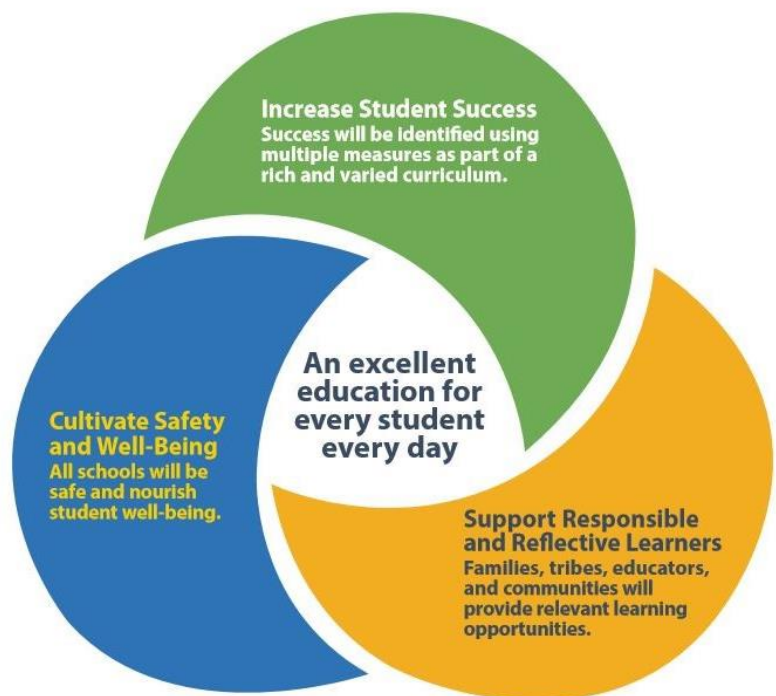 Increase Student Success
Success will be identified using
multiple measures as part of a
rich and varied curriculum.
An excellent
education for
every student
every day
Cultivate Safety
and Well-Being
All schools will be
safe and nourish
student well-being.
Support Responsible
and Reflective Learners
Families, tribes, educators,
and communities will
provide relevant learning
opportunities.